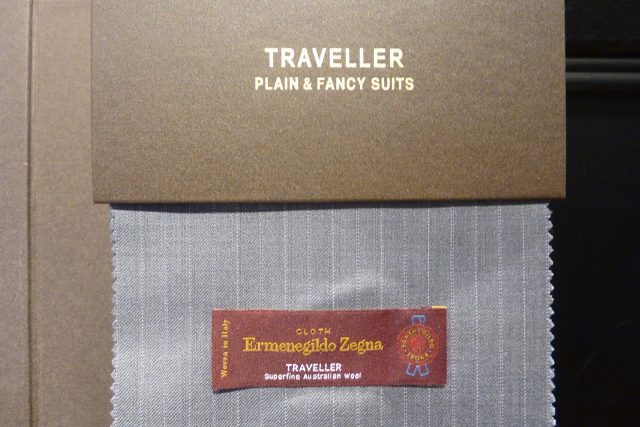 TRAVELLER
PLAIN & FANCY SUITS
Woven in Italy
CLOTH
Ermenegildo Zegna
TRAVELLER
Superfine Australian Wool